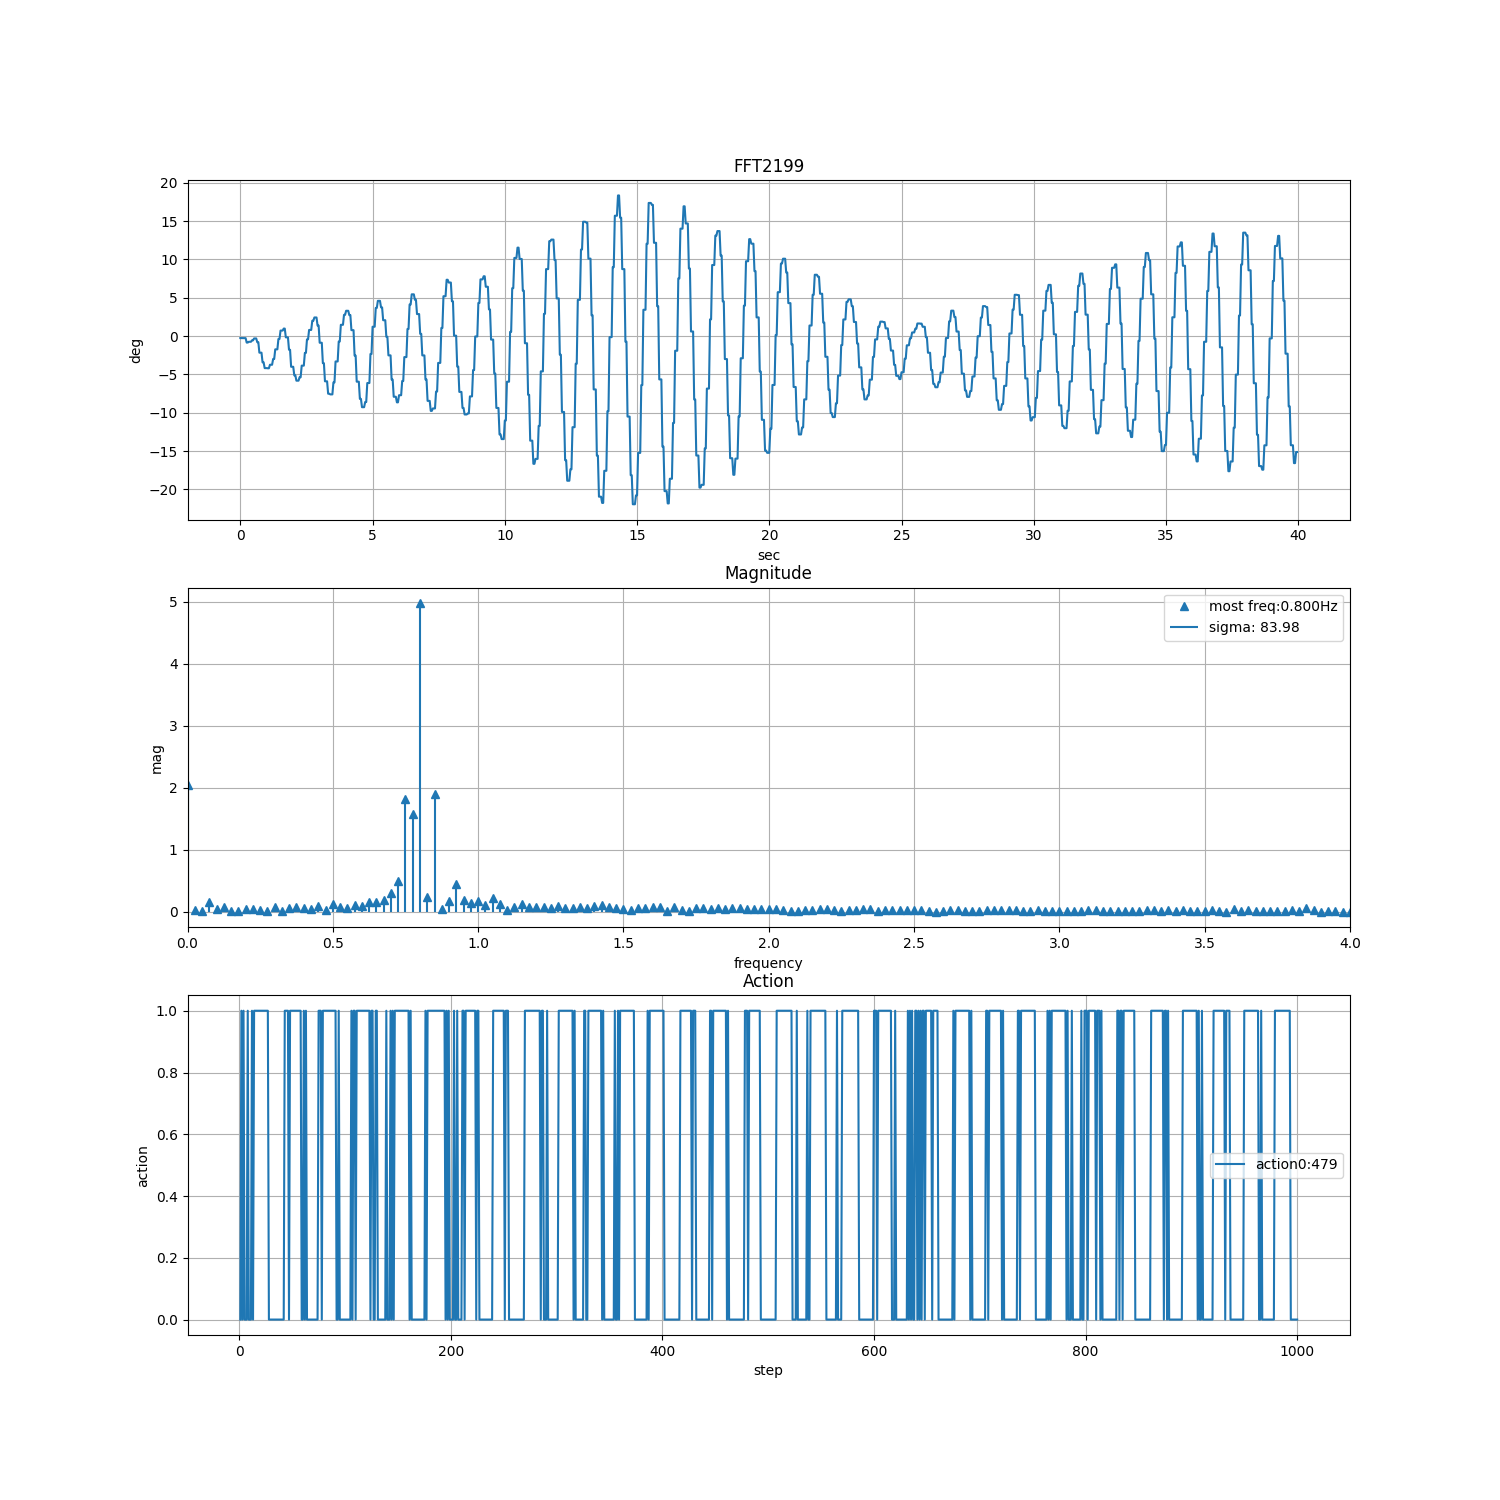 FFT2199
20
15
10
5
0
−5
−10
−15
−20
deg
0 5 10 15 20 25 30 35 40
sec
Magnitude
5
4
3
2
1
0
mag
most freq:0.800Hz
sigma: 83.98
0.0 0.5 1.0 1.5 2.0 2.5 3.0 3.5 4.0
frequency
Action
1.0
0.8
0.6
0.4
0.2
0.0
action
action0:479
0 200 400 600 800 1000
step